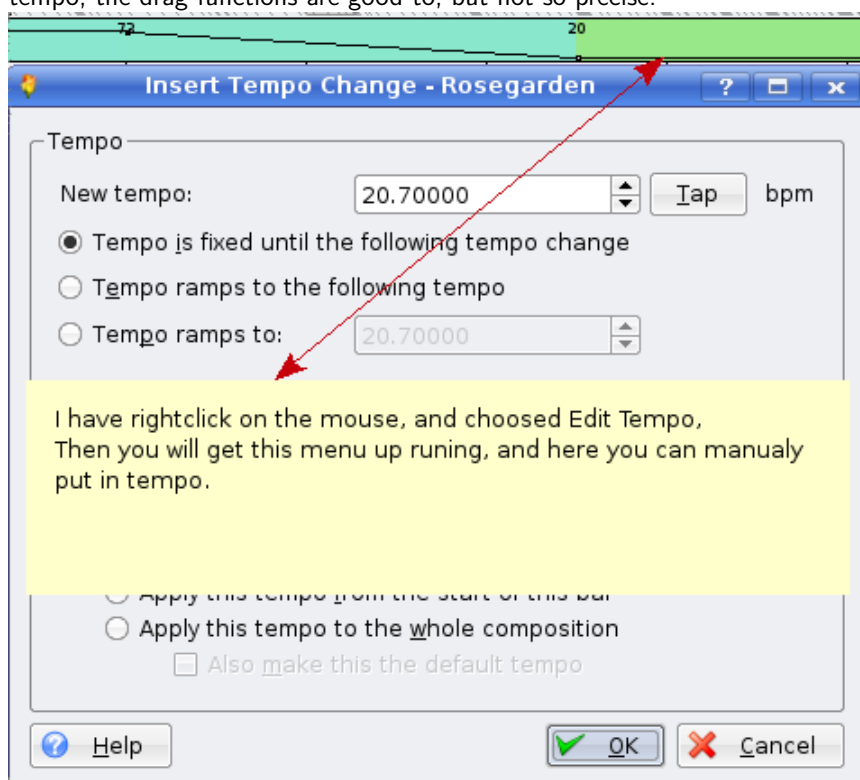 tempo, the drag functions are good to, but not so precise.
72 20
Insert Tempo Change - Rosegarden ?
Tempo
New tempo: 20.70000 Tap bpm
Tempo is fixed until the following tempo change
Tempo ramps to the following tempo
Tempo ramps to: 20.70000
I have rightclick on the mouse, and choosed Edit Tempo,
Then you will get this menu up runing, and here you can manualy
put in tempo.
Apply this tempo from the start of this bar
Apply this tempo to the whole composition
Also make this the default tempo
Help OK Cancel